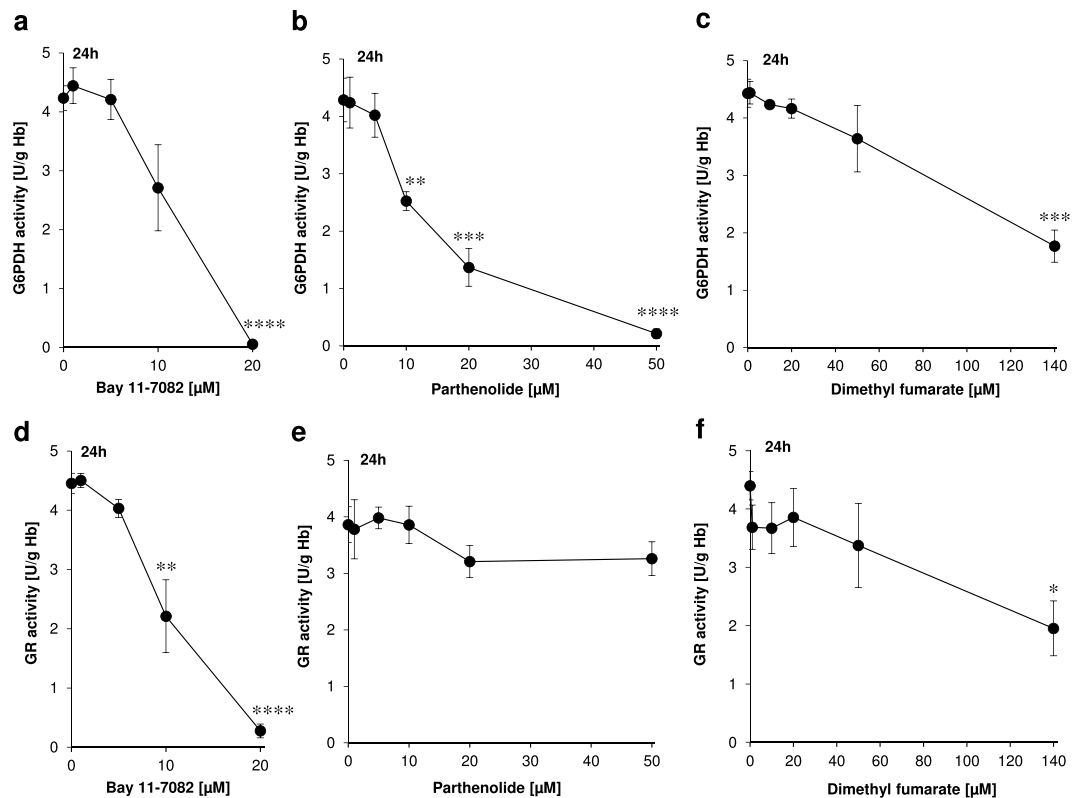 a
24h
5
4
3
2
1
0
G6PDH activity [U/g Hb]
****
0 10 20
Bay 11-7082 [µM]
b
24h
5
4
3
2
1
0
G6PDH activity [U/g Hb]
**
***
****
0 10 20 30 40 50
Parthenolide [µM]
c
24h
5
4
3
2
1
0
G6PDH activity [U/g Hb]
***
0 20 40 60 80 100 120 140
Dimethyl fumarate [µM]
d
24h
5
4
3
2
1
0
GR activity [U/g Hb]
**
****
0 10 20
Bay 11-7082 [µM]
e
24h
5
4
3
2
1
0
GR activity [U/g Hb]
0 10 20 30 40 50
Parthenolide [µM]
f
24h
5
4
3
2
1
0
GR activity [U/g Hb]
*
0 20 40 60 80 100 120 140
Dimethyl fumarate [µM]